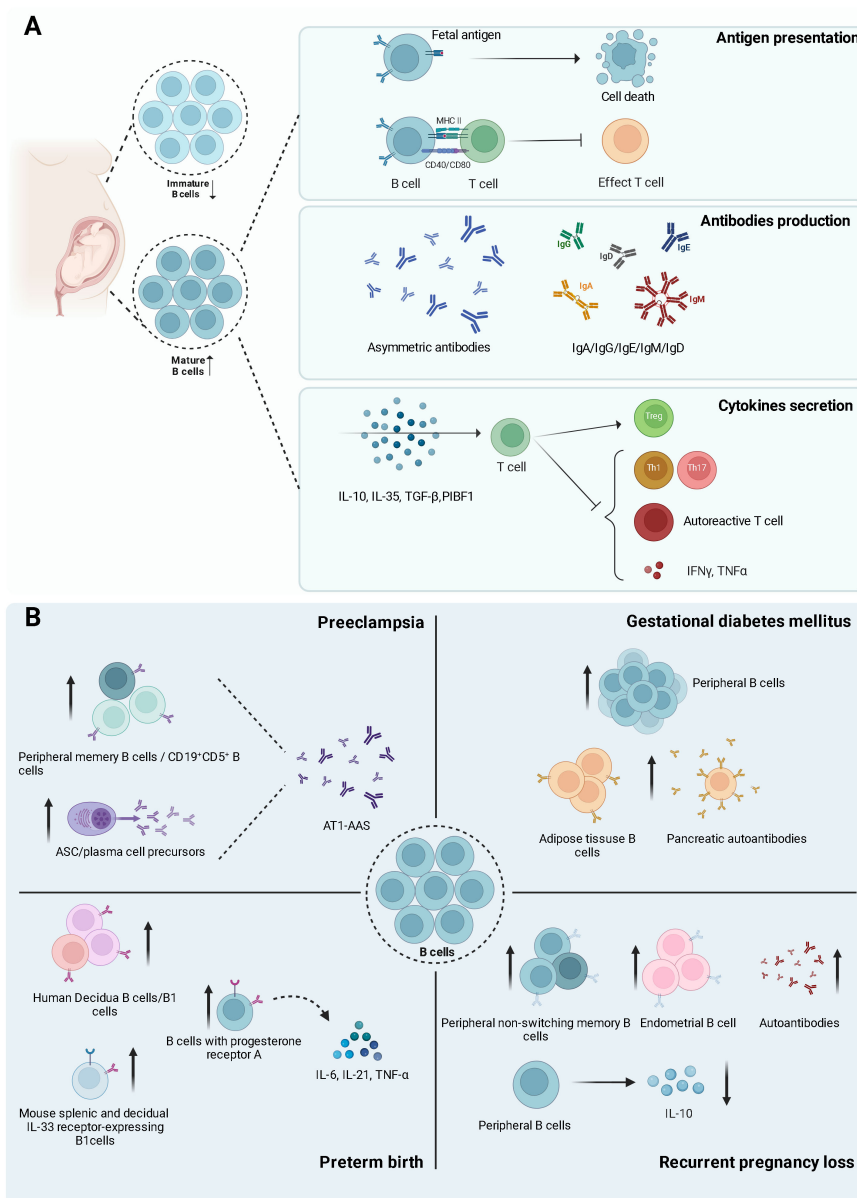 A
Immature
B cells
Mature
B cells
Antigen presentation
Fetal antigen
Cell death
MHC II
CD40/CD80
B cell
T cell
Effect T cell
Antibodies production
IgG
IgD
IgE
IgA
IgM
Asymmetric antibodies
IgA/IgG/IgE/IgM/IgD
Cytokines secretion
Treg
T cell
Th1
Th17
IL-10, IL-35, TGF-β,PIBF1
Autoreactive T cell
IFNγ, TNFα
B
Preeclampsia
Peripheral memery B cells / CD19⁺CD5⁺ B
cells
ASC/plasma cell precursors
AT1-AAS
Gestational diabetes mellitus
Peripheral B cells
Adipose tissuse B
cells
Pancreatic autoantibodies
B cells
Human Decidua B cells/B1
cells
B cells with progesterone
receptor A
IL-6, IL-21, TNF-α
Mouse splenic and decidual
IL-33 receptor-expressing
B1cells
Preterm birth
Peripheral non-switching memory B
cells
Endometrial B cell
Autoantibodies
Peripheral B cells
IL-10
Recurrent pregnancy loss